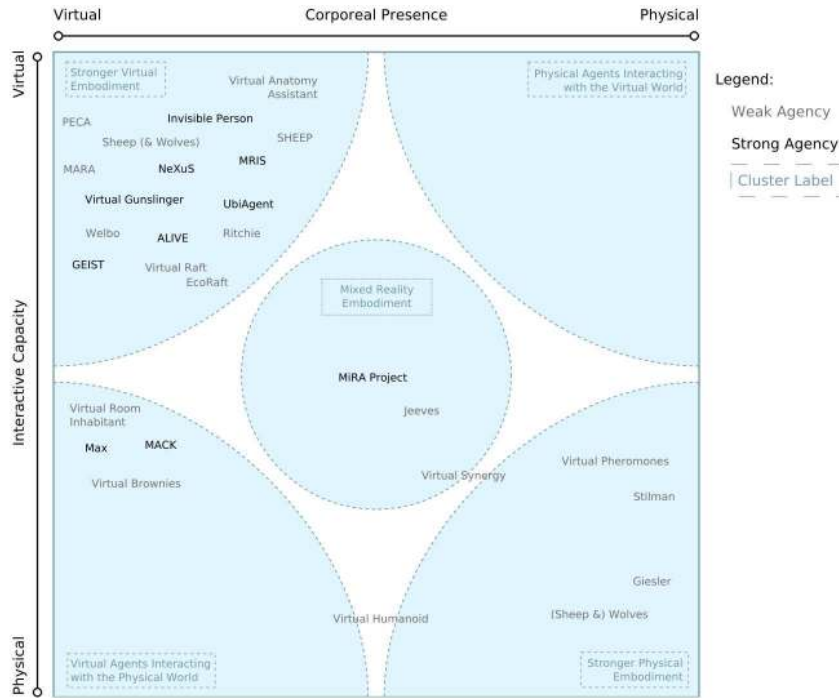 Virtual
Corporeal Presence
Physical
Virtual
Interactive Capacity
Physical
Stronger Virtual
Embodiment
Virtual Anatomy
Assistant
PECA
Invisible Person
Sheep (& Wolves)
SHEEP
MARA
NeXuS
MRIS
Virtual Gunslinger
UbiAgent
Welbo
ALIVE
Ritchie
GEIST
Virtual Raft
EcoRaft
Physical Agents Interacting
with the Virtual World
Legend:
Weak Agency
Strong Agency
Cluster Label
Mixed Reality
Embodiment
MiRA Project
Jeeves
Virtual Synergy
Virtual Room
Inhabitant
Max
MACK
Virtual Brownies
Virtual Pheromones
Stilman
Giesler
(Sheep &) Wolves
Virtual Humanoid
Virtual Agents Interacting
with the Physical World
Stronger Physical
Embodiment